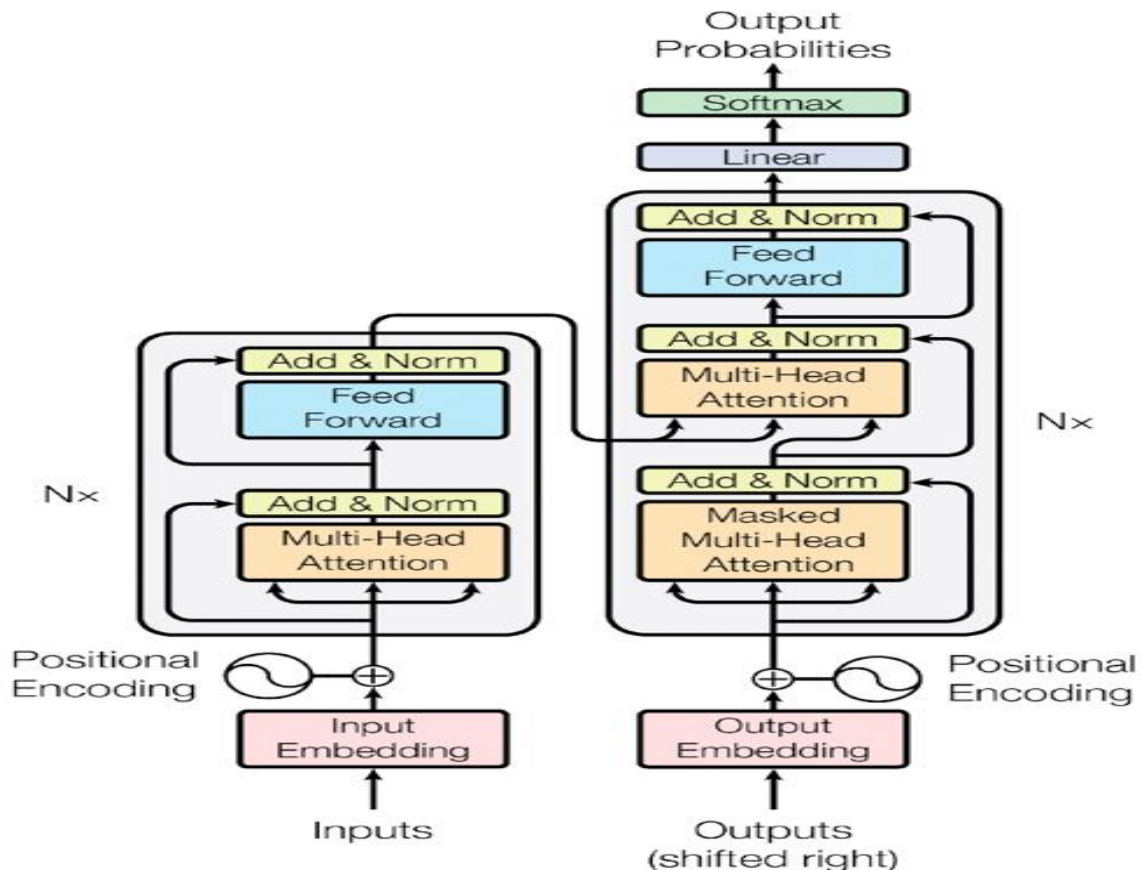 Output
Probabilities
Softmax
Linear
Add & Norm
Feed
Forward
Add & Norm
Multi-Head
Attention
Nx
Add & Norm
Masked
Multi-Head
Attention
Add & Norm
Feed
Forward
Nx
Add & Norm
Multi-Head
Attention
Positional
Encoding
Positional
Encoding
Input
Embedding
Output
Embedding
Inputs
Outputs
(shifted right)